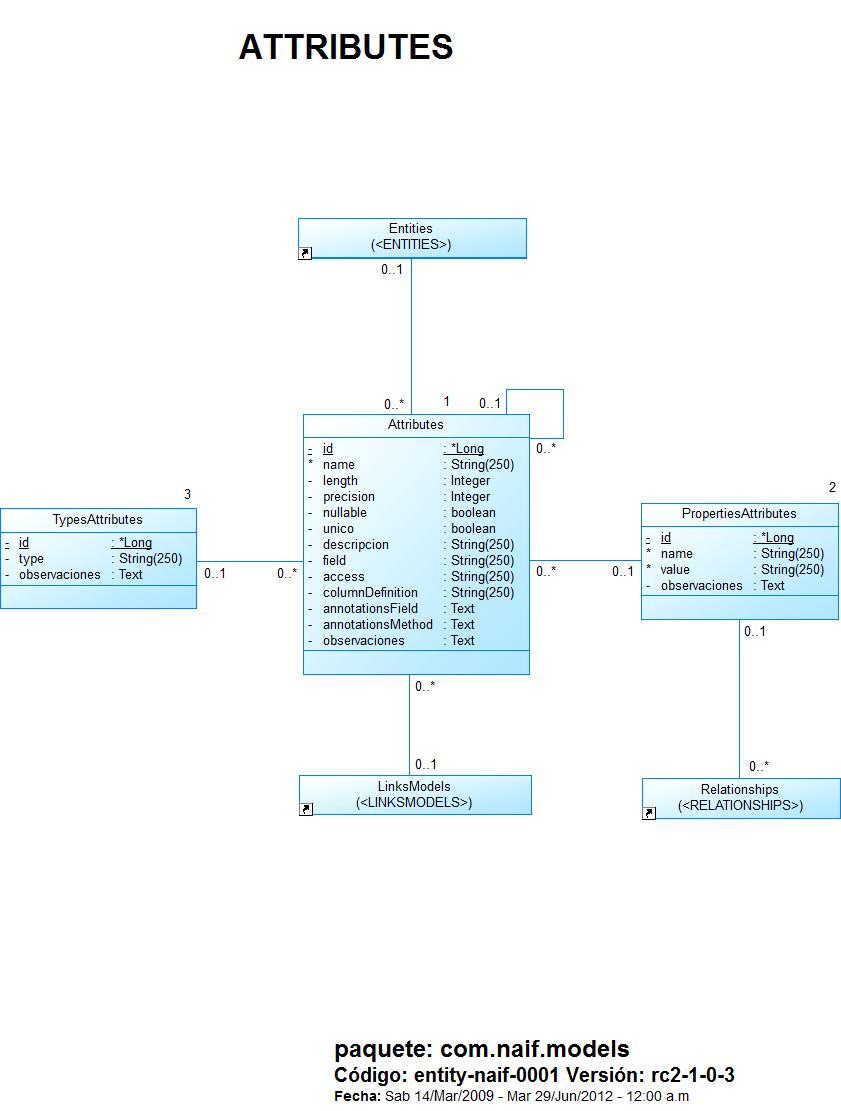 ATTRIBUTES
Entities
(<ENTITIES>)
0..1
0..*
1
0..1
Attributes
0..*
- id : *Long
* name : String(250)
- length : Integer
- precision : Integer
- nullable : boolean
- unico : boolean
- descripcion : String(250)
- field : String(250)
- access : String(250)
- columnDefinition : String(250)
- annotationsField : Text
- annotationsMethod : Text
- observaciones : Text
3
TypesAttributes
- id : *Long
- type : String(250)
- observaciones : Text
0..1
0..*
2
PropertiesAttributes
- id : *Long
* name : String(250)
* value : String(250)
- observaciones : Text
0..*
0..1
0..1
0..*
0..*
0..1
LinksModels
(<LINKSMODELS>)
Relationships
(<RELATIONSHIPS>)
paquete: com.naif.models
Código: entity-naif-0001 Versión: rc2-1-0-3
Fecha: Sab 14/Mar/2009 - Mar 29/Jun/2012 - 12:00 a.m